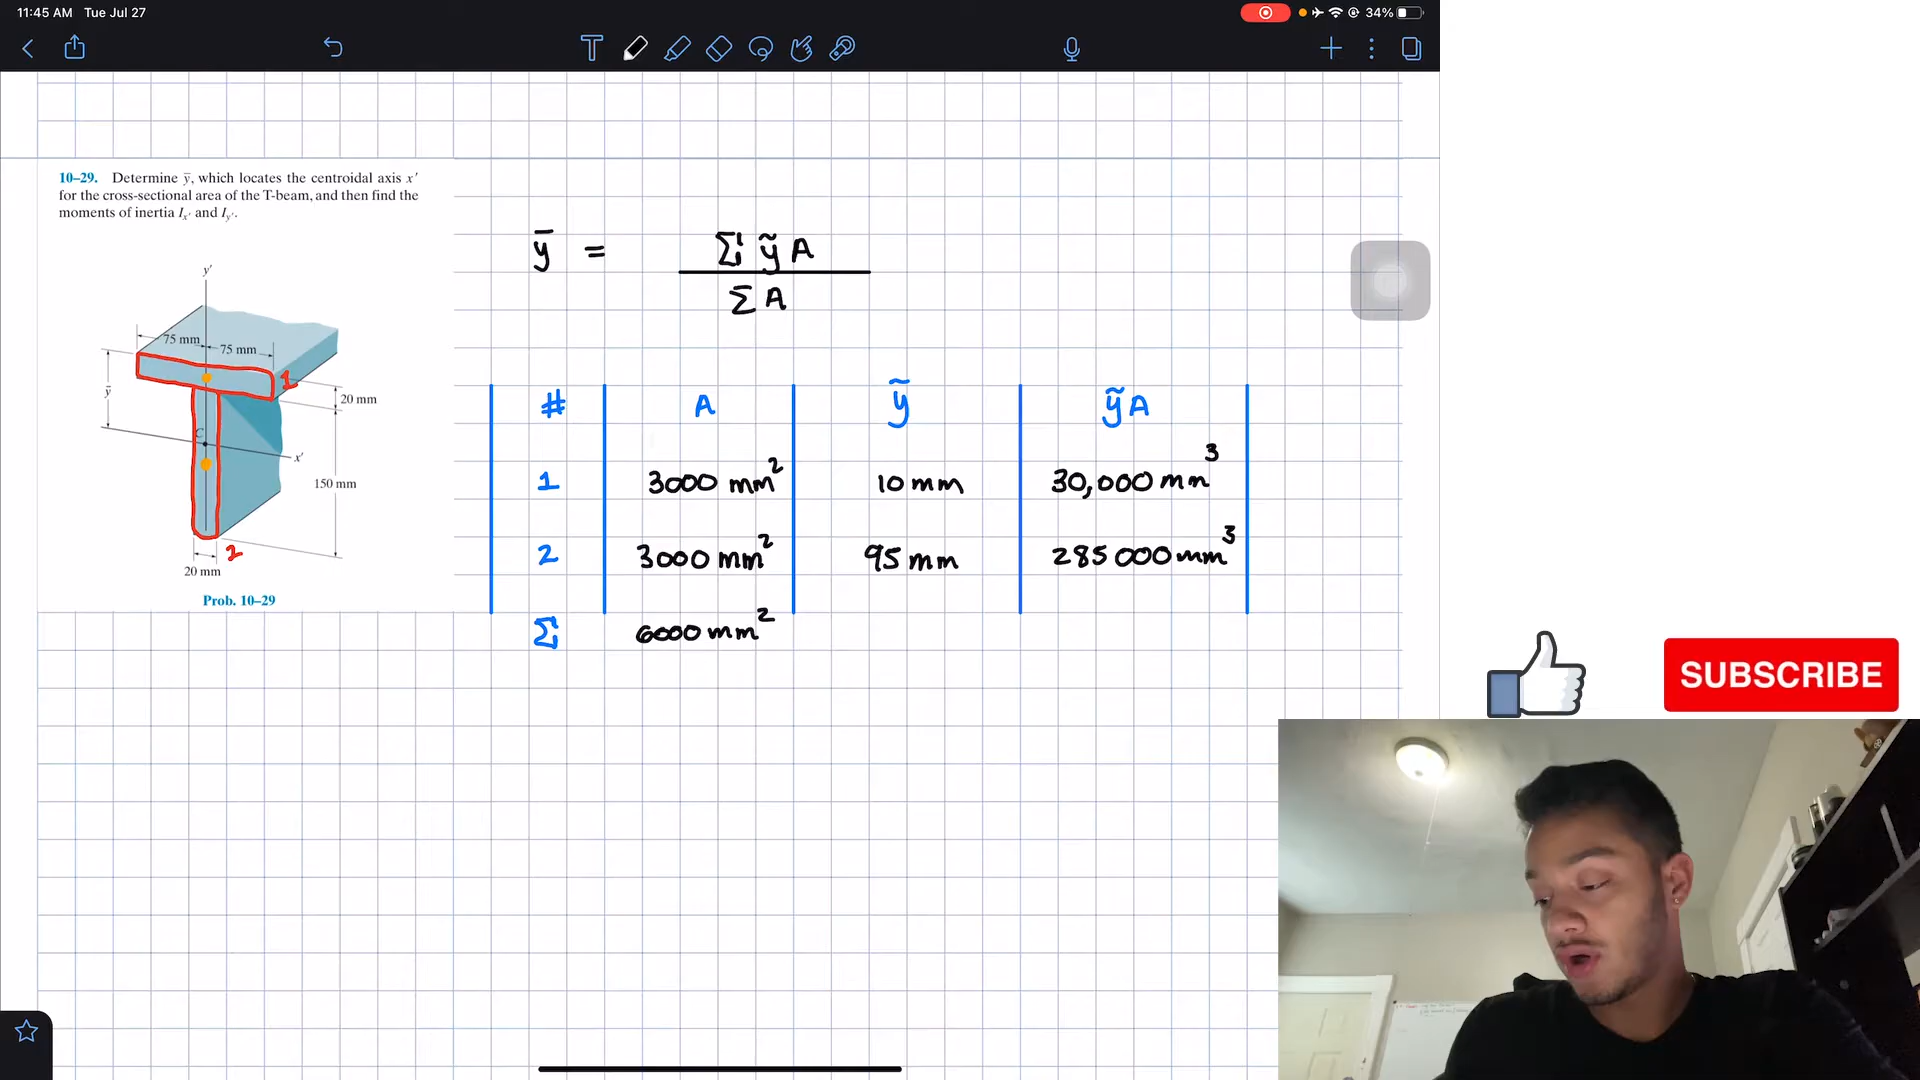 11:45 AM Tue Jul 27
34%
10–29. Determine ȳ, which locates the centroidal axis x′
for the cross-sectional area of the T-beam, and then find the
moments of inertia Ix′ and Iy′.
y′
75 mm
75 mm
1
ȳ
20 mm
C
x′
150 mm
2
20 mm
Prob. 10–29
ȳ = Σ ỹ A
Σ A
# A ỹ ỹA
1 3000 mm² 10 mm 30,000 mm³
2 3000 mm² 95 mm 285 000 mm³
Σ 6000 mm²
SUBSCRIBE